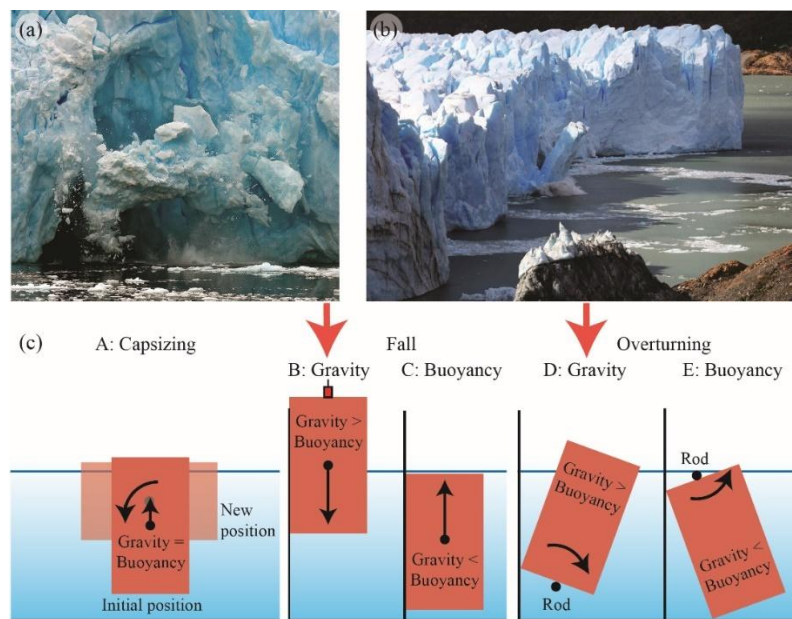 (a)
(b)
(c)
A: Capsizing
Fall
Overturning
B: Gravity
C: Buoyancy
D: Gravity
E: Buoyancy
Gravity =
Buoyancy
New
position
Initial position
Gravity >
Buoyancy
Gravity <
Buoyancy
Gravity >
Buoyancy
Rod
Rod
Gravity <
Buoyancy